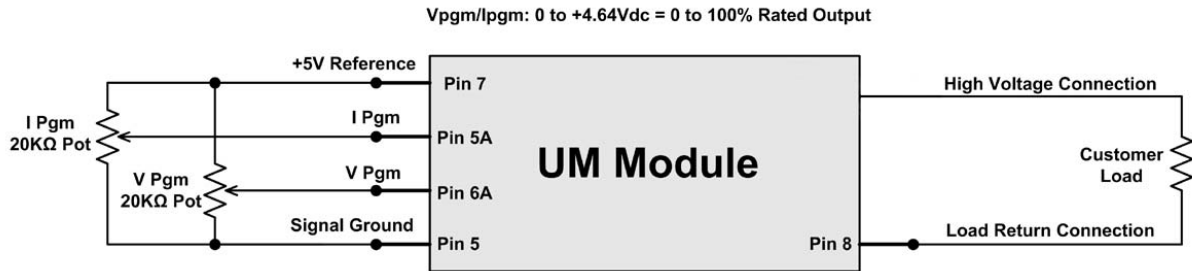 Vpgm/Ipgm: 0 to +4.64Vdc = 0 to 100% Rated Output
+5V Reference
Pin 7
High Voltage Connection
I Pgm
20KΩ Pot
I Pgm
Pin 5A
UM Module
Customer
Load
V Pgm
20KΩ Pot
V Pgm
Pin 6A
Signal Ground
Pin 5
Pin 8
Load Return Connection